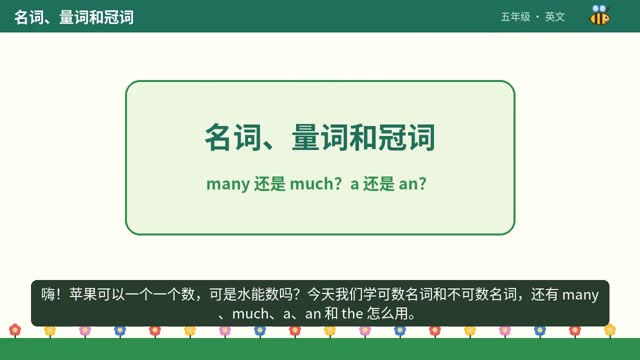 名词、量词和冠词
五年级 · 英文
名词、量词和冠词
many 还是 much？a 还是 an？
嗨！苹果可以一个一个数，可是水能数吗？今天我们学可数名词和不可数名词，还有 many
、much、a、an 和 the 怎么用。